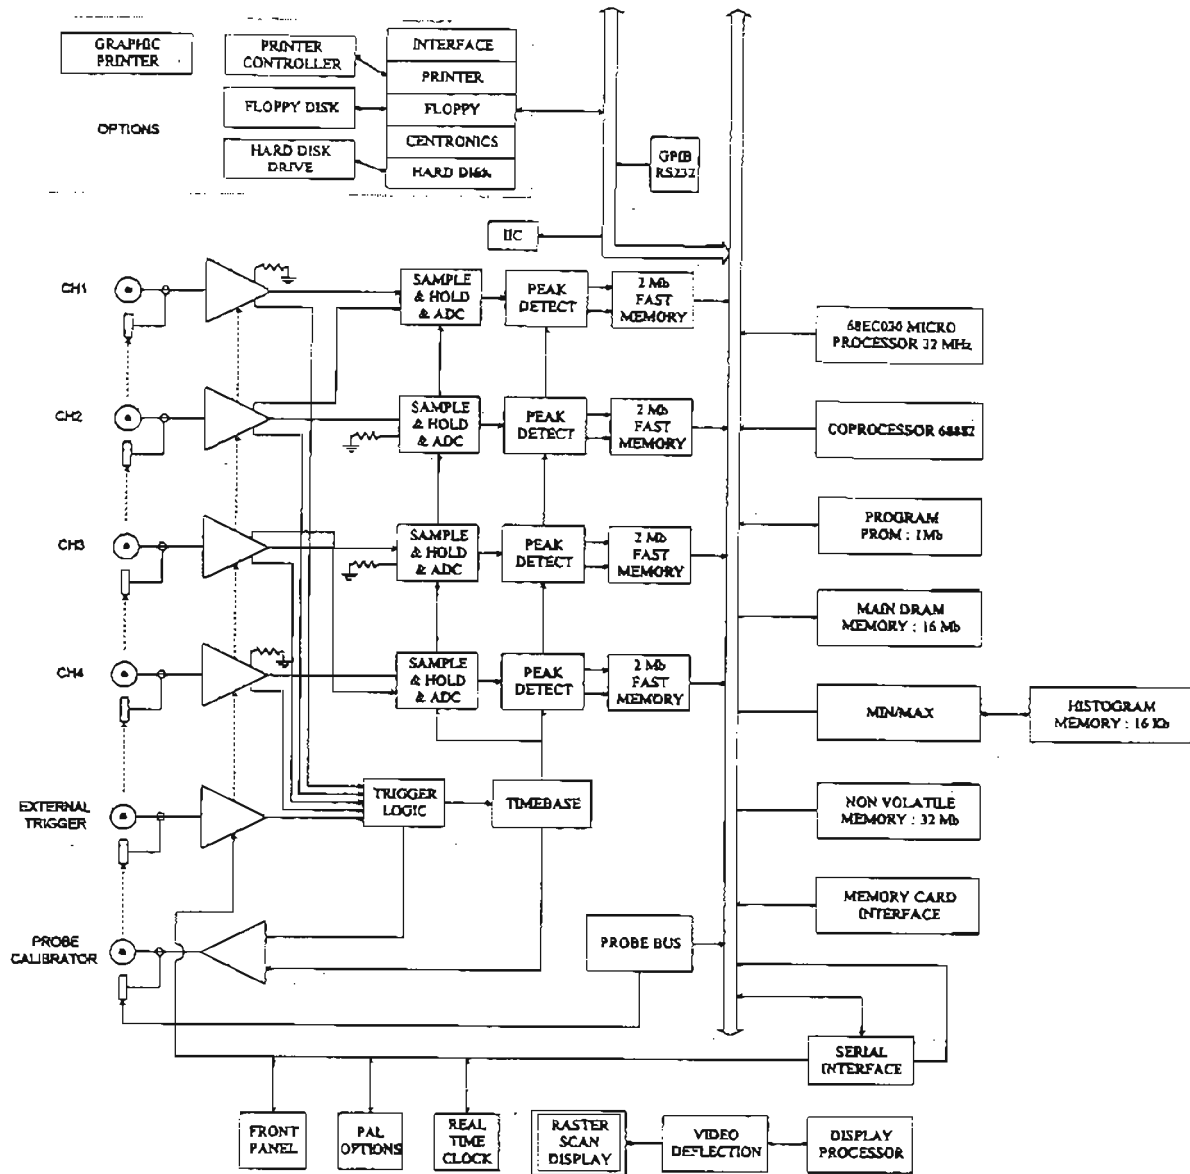 GRAPHIC
PRINTER
PRINTER
CONTROLLER
INTERFACE
PRINTER
FLOPPY DISK
FLOPPY
OPTIONS
CENTRONICS
HARD DISK
DRIVE
HARD DISK
GPIB
RS232
IIC
CH1
SAMPLE
& HOLD
& ADC
PEAK
DETECT
2 Mb
FAST
MEMORY
68EC030 MICRO
PROCESSOR 32 MHz
CH2
SAMPLE
& HOLD
& ADC
PEAK
DETECT
2 Mb
FAST
MEMORY
COPROCESSOR 68882
CH3
SAMPLE
& HOLD
& ADC
PEAK
DETECT
2 Mb
FAST
MEMORY
PROGRAM
PROM : 1Mb
MAIN DRAM
MEMORY : 16 Mb
CH4
SAMPLE
& HOLD
& ADC
PEAK
DETECT
2 Mb
FAST
MEMORY
MIN/MAX
HISTOGRAM
MEMORY : 16 Kb
EXTERNAL
TRIGGER
TRIGGER
LOGIC
TIMEBASE
NON VOLATILE
MEMORY : 32 Mb
MEMORY CARD
INTERFACE
PROBE
CALIBRATOR
PROBE BUS
SERIAL
INTERFACE
FRONT
PANEL
PAL
OPTIONS
REAL
TIME
CLOCK
RASTER
SCAN
DISPLAY
VIDEO
DEFLECTION
DISPLAY
PROCESSOR